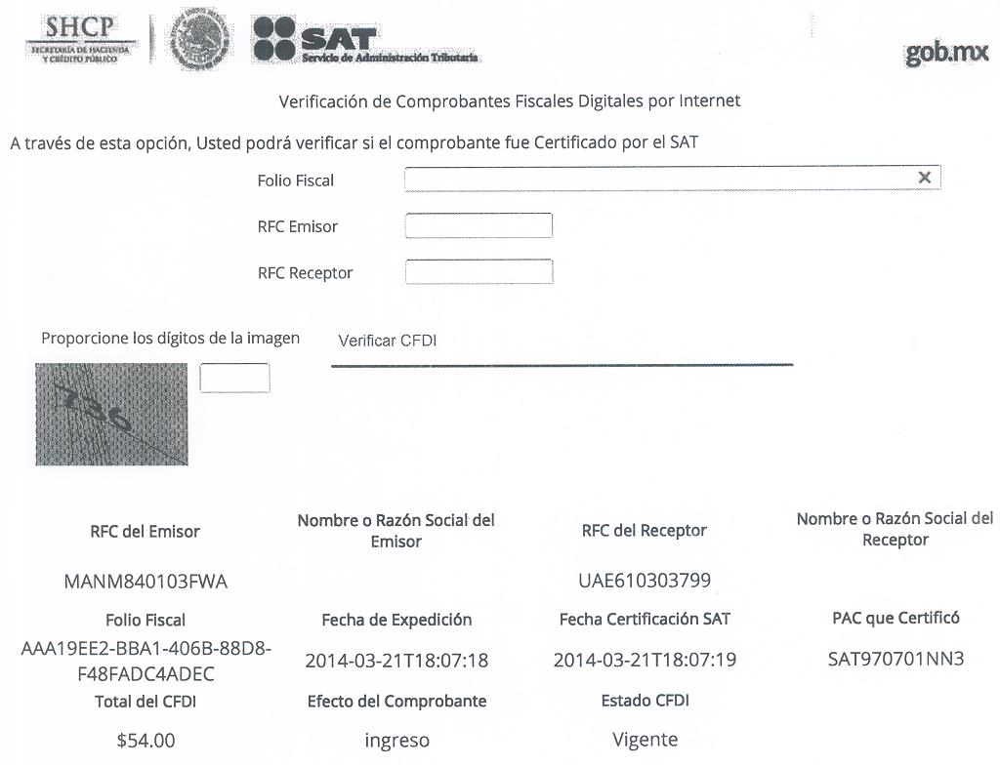 SHCP
SECRETARÍA DE HACIENDA
Y CRÉDITO PÚBLICO
SAT
Servicio de Administración Tributaria
gob.mx
Verificación de Comprobantes Fiscales Digitales por Internet
A través de esta opción, Usted podrá verificar si el comprobante fue Certificado por el SAT
Folio Fiscal
RFC Emisor
RFC Receptor
Proporcione los dígitos de la imagen
Verificar CFDI
736
RFC del Emisor
Nombre o Razón Social del
Emisor
RFC del Receptor
Nombre o Razón Social del
Receptor
MANM840103FWA
UAE610303799
Folio Fiscal
Fecha de Expedición
Fecha Certificación SAT
PAC que Certificó
AAA19EE2-BBA1-406B-88D8-
F48FADC4ADEC
2014-03-21T18:07:18
2014-03-21T18:07:19
SAT970701NN3
Total del CFDI
Efecto del Comprobante
Estado CFDI
$54.00
ingreso
Vigente